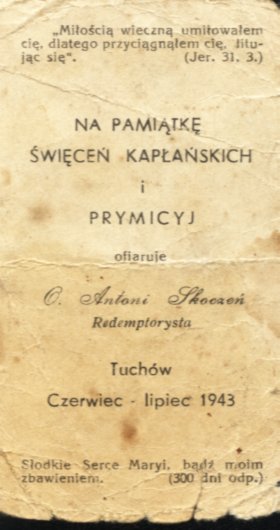 „Miłością wieczną umiłowałem
cię, dlatego przyciągnąłem cię, litu-
jąc się". (Jer. 31, 3.)
NA PAMIĄTKĘ
ŚWIĘCEŃ KAPŁAŃSKICH
i
PRYMICYJ
ofiaruje
O. Antoni Skoczeń
Redemptorysta
Tuchów
Czerwiec - lipiec 1943
Słodkie Serce Maryi, bądź moim
zbawieniem. (300 dni odp.)